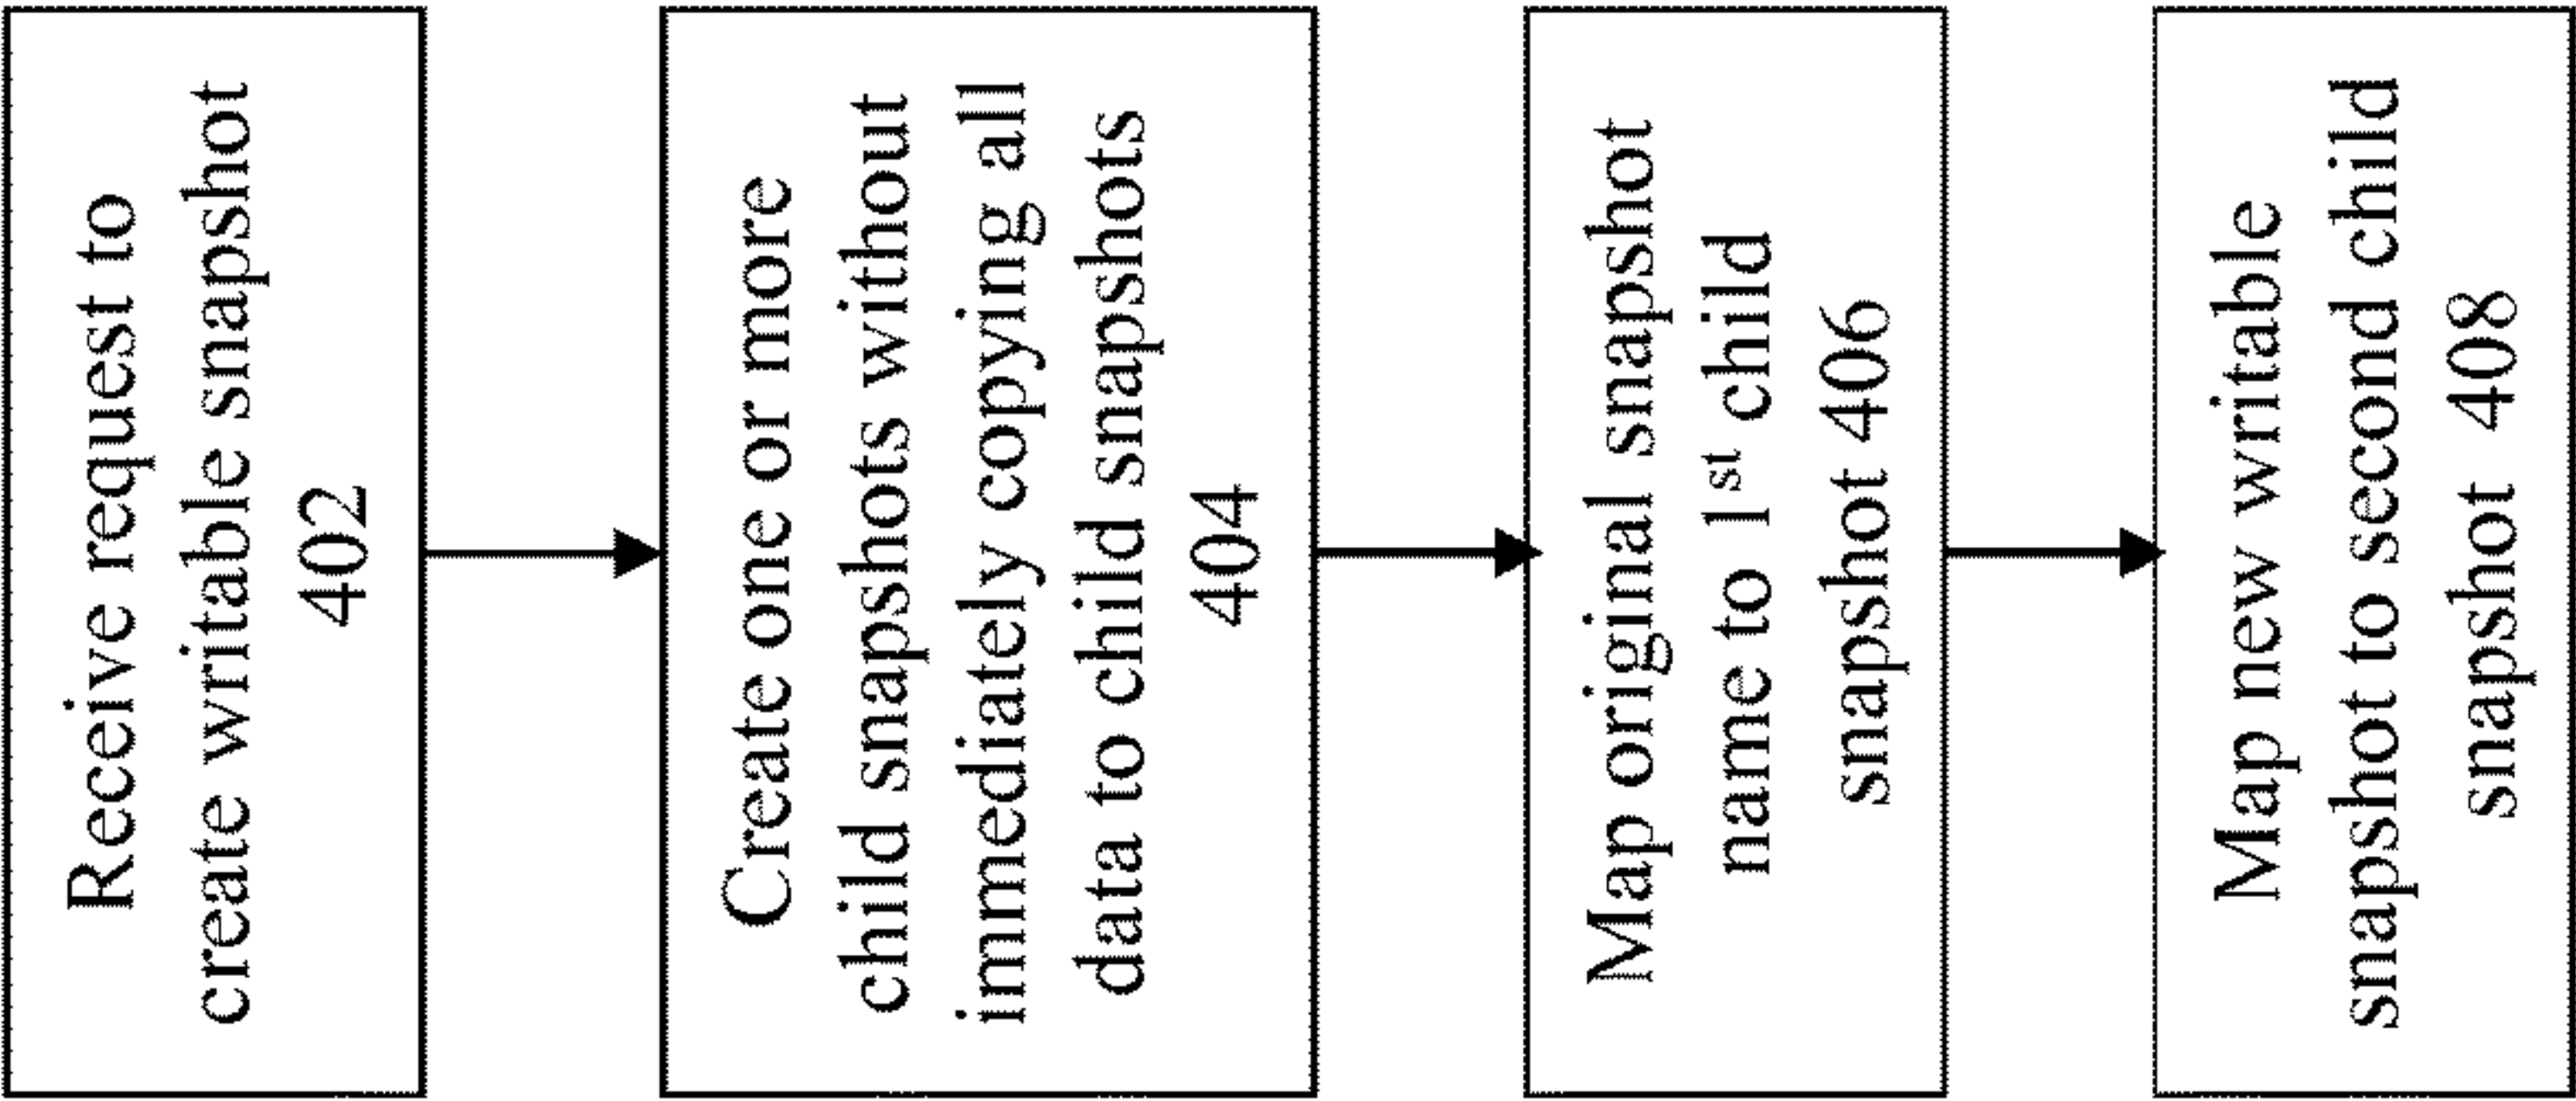 Receive request to
create writable snapshot
402
Create one or more
child snapshots without
immediately copying all
data to child snapshots
404
Map original snapshot
name to 1st child
snapshot 406
Map new writable
snapshot to second child
snapshot 408